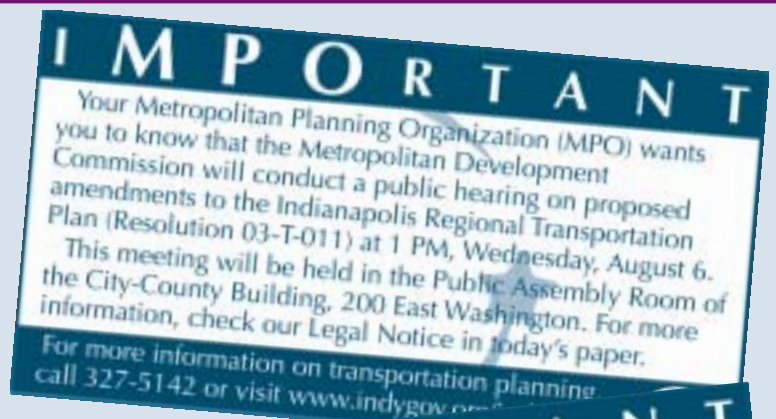 IMPORTANT
Your Metropolitan Planning Organization (MPO) wants
you to know that the Metropolitan Development
Commission will conduct a public hearing on proposed
amendments to the Indianapolis Regional Transportation
Plan (Resolution 03-T-011) at 1 PM, Wednesday, August 6.
This meeting will be held in the Public Assembly Room of
the City-County Building, 200 East Washington. For more
information, check our Legal Notice in today's paper.
For more information on transportation planning
call 327-5142 or visit www.indygov.org
N T